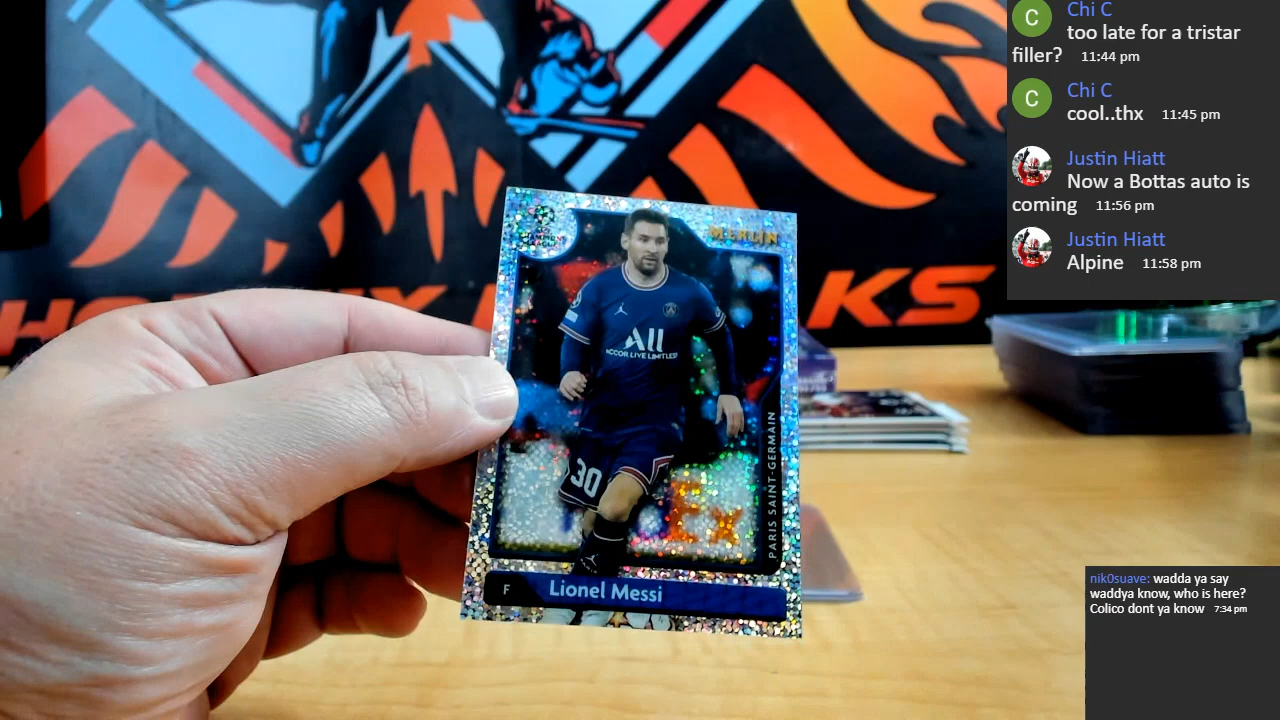 Chi C
too late for a tristar
filler? 11:44 pm
C
Chi C
cool..thx 11:45 pm
C
Justin Hiatt
Now a Bottas auto is
coming 11:56 pm
Justin Hiatt
Alpine 11:58 pm
KS
MERLIN
ALL
ACCOR LIVE LIMITLESS
30
Ex
PARIS SAINT-GERMAIN
F Lionel Messi
nik0suave: wadda ya say
waddya know, who is here?
Colico dont ya know 7:34 pm